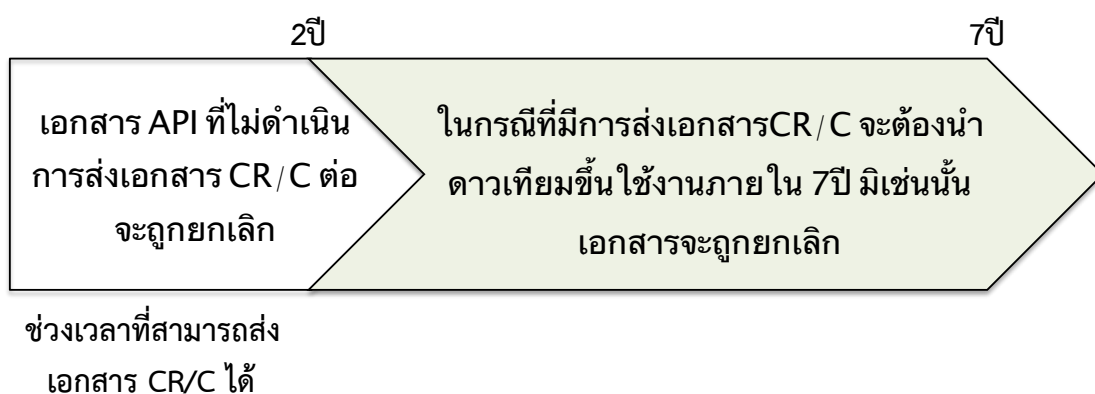 2ปี
7ปี
เอกสาร API ที่ไม่ดำเนิน
การส่งเอกสาร CR/C ต่อ
จะถูกยกเลิก
ในกรณีที่มีการส่งเอกสารCR/C จะต้องนำ
ดาวเทียมขึ้นใช้งานภายใน 7ปี มิเช่นนั้น
เอกสารจะถูกยกเลิก
ช่วงเวลาที่สามารถส่ง
เอกสาร CR/C ได้